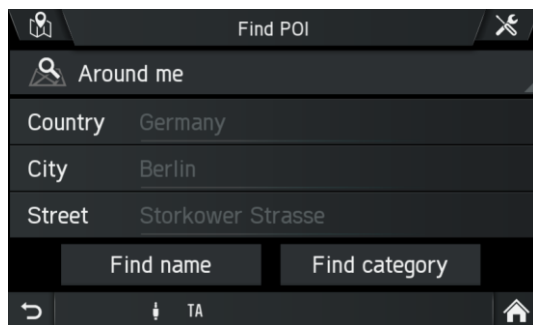 Find POI
Around me
Country Germany
City Berlin
Street Storkower Strasse
Find name Find category
TA